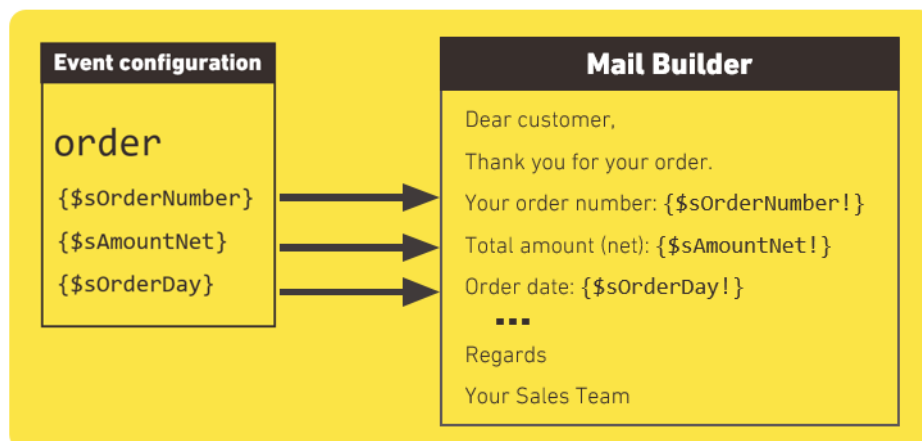 Event configuration
order
{$sOrderNumber}
{$sAmountNet}
{$sOrderDay}
Mail Builder
Dear customer,
Thank you for your order.
Your order number: {$sOrderNumber!}
Total amount (net): {$sAmountNet!}
Order date: {$sOrderDay!}
...
Regards
Your Sales Team